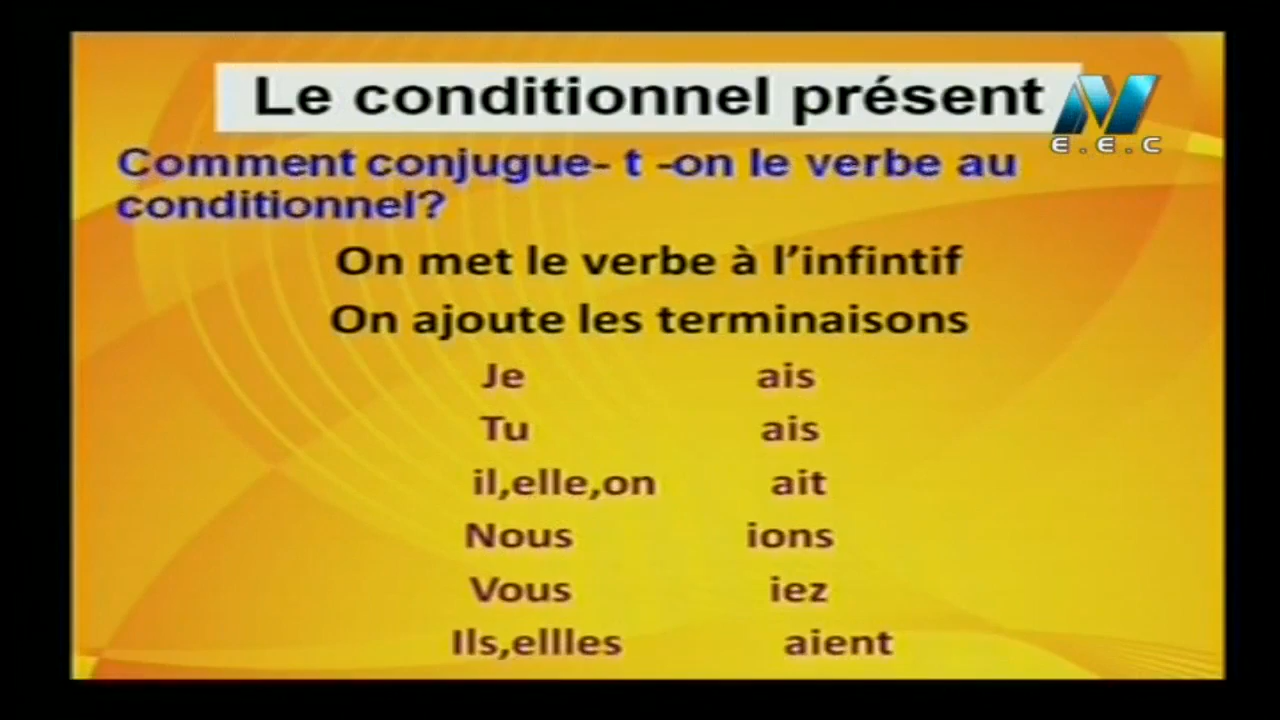 Le conditionnel présent
E.E.C
Comment conjugue- t -on le verbe au
conditionnel?
On met le verbe à l’infintif
On ajoute les terminaisons
Je ais
Tu ais
il,elle,on ait
Nous ions
Vous iez
Ils,ellles aient